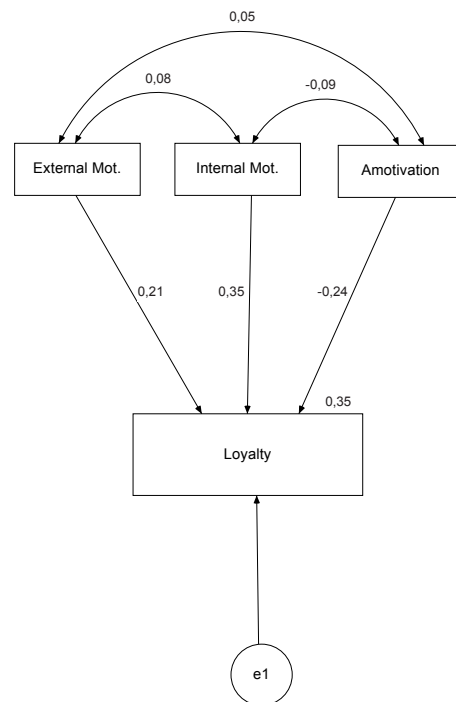 0,05
0,08
-0,09
External Mot.
Internal Mot.
Amotivation
0,21
0,35
-0,24
0,35
Loyalty
e1